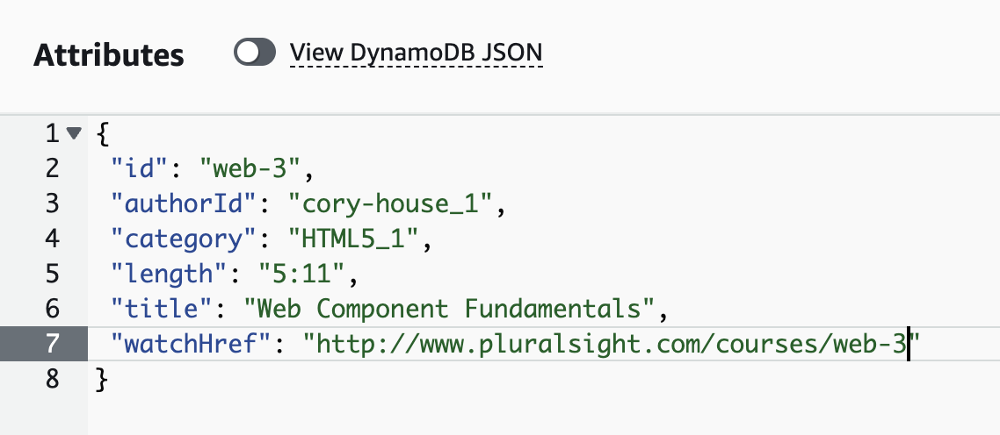 Attributes View DynamoDB JSON
1 {
2 "id": "web-3",
3 "authorId": "cory-house_1",
4 "category": "HTML5_1",
5 "length": "5:11",
6 "title": "Web Component Fundamentals",
7 "watchHref": "http://www.pluralsight.com/courses/web-3"
8 }